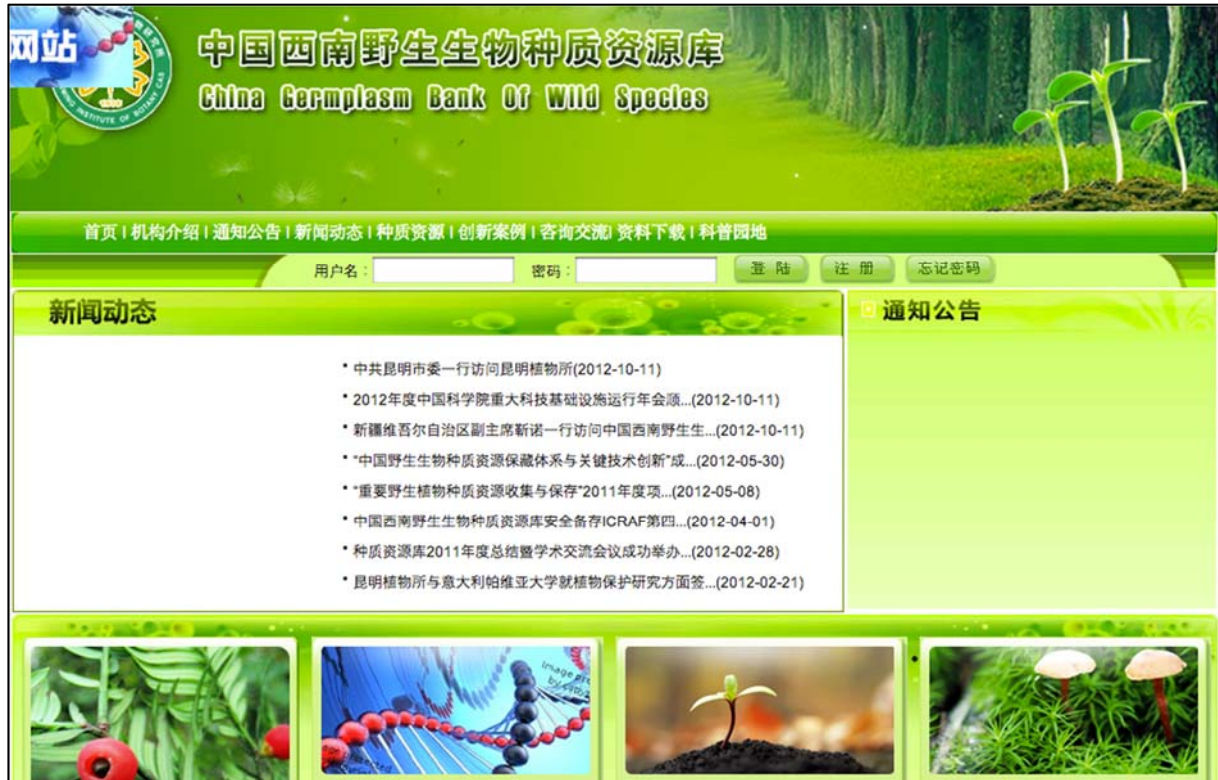 网站
中国西南野生生物种质资源库
China Germplasm Bank Of Wild Species
首页 | 机构介绍 | 通知公告 | 新闻动态 | 种质资源 | 创新案例 | 咨询交流| 资料下载 | 科普园地
用户名： 密码： 登 陆 注 册 忘记密码
新闻动态
通知公告
• 中共昆明市委一行访问昆明植物所(2012-10-11)
• 2012年度中国科学院重大科技基础设施运行年会顺...(2012-10-11)
• 新疆维吾尔自治区副主席靳诺一行访问中国西南野生生...(2012-10-11)
• “中国野生生物种质资源保藏体系与关键技术创新”成...(2012-05-30)
• “重要野生植物种质资源收集与保存”2011年度项...(2012-05-08)
• 中国西南野生生物种质资源库安全备存ICRAF第四...(2012-04-01)
• 种质资源库2011年度总结暨学术交流会议成功举办...(2012-02-28)
• 昆明植物所与意大利帕维亚大学就植物保护研究方面签...(2012-02-21)